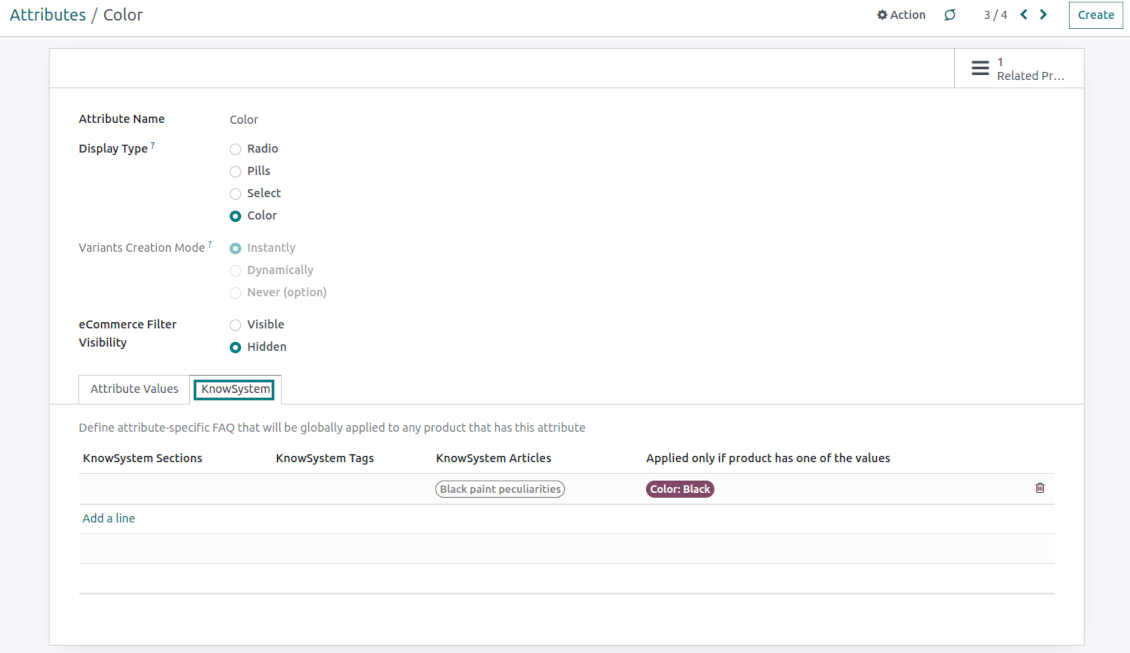 Attributes / Color
Action
3 / 4
Create
1
Related Pr...
Attribute Name
Color
Display Type ?
Radio
Pills
Select
Color
Variants Creation Mode ?
Instantly
Dynamically
Never (option)
eCommerce Filter
Visibility
Visible
Hidden
Attribute Values
KnowSystem
Define attribute-specific FAQ that will be globally applied to any product that has this attribute
KnowSystem Sections
KnowSystem Tags
KnowSystem Articles
Applied only if product has one of the values
Black paint peculiarities
Color: Black
Add a line